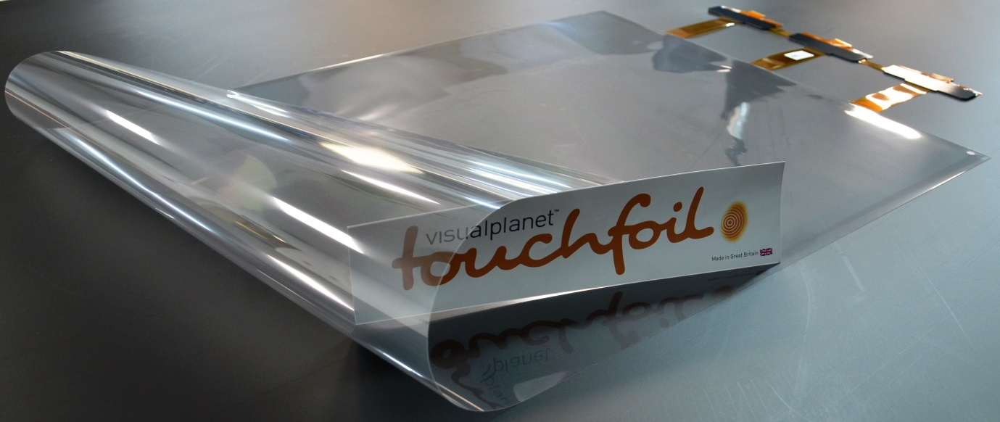 visualplanet™
touchfoil
Made in Great Britain